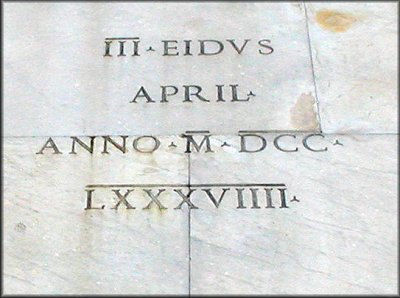 III·EIDVS
APRIL·
ANNO·M·DCC·
LXXXVIIII·